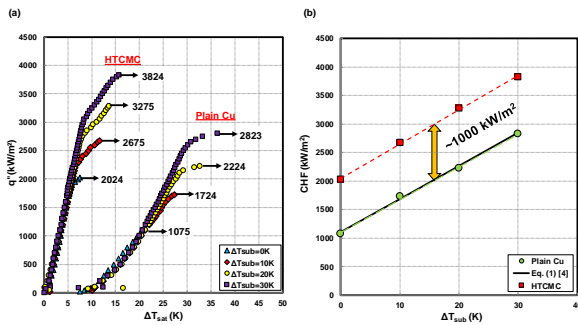 (a)
(b)
5000
4500
4000
3500
3000
2500
2000
1500
1000
500
0
q" (kW/m²)
HTCMC
3824
3275
2675
2024
Plain Cu
2823
2224
1724
1075
ΔTsub=0K
ΔTsub=10K
ΔTsub=20K
ΔTsub=30K
0 5 10 15 20 25 30 35 40 45 50
ΔTsat (K)
4500
4000
3500
3000
2500
2000
1500
1000
500
0
CHF (kW/m²)
~1000 kW/m²
Plain Cu
Eq. (1) [4]
HTCMC
0 10 20 30 40
ΔTsub (K)